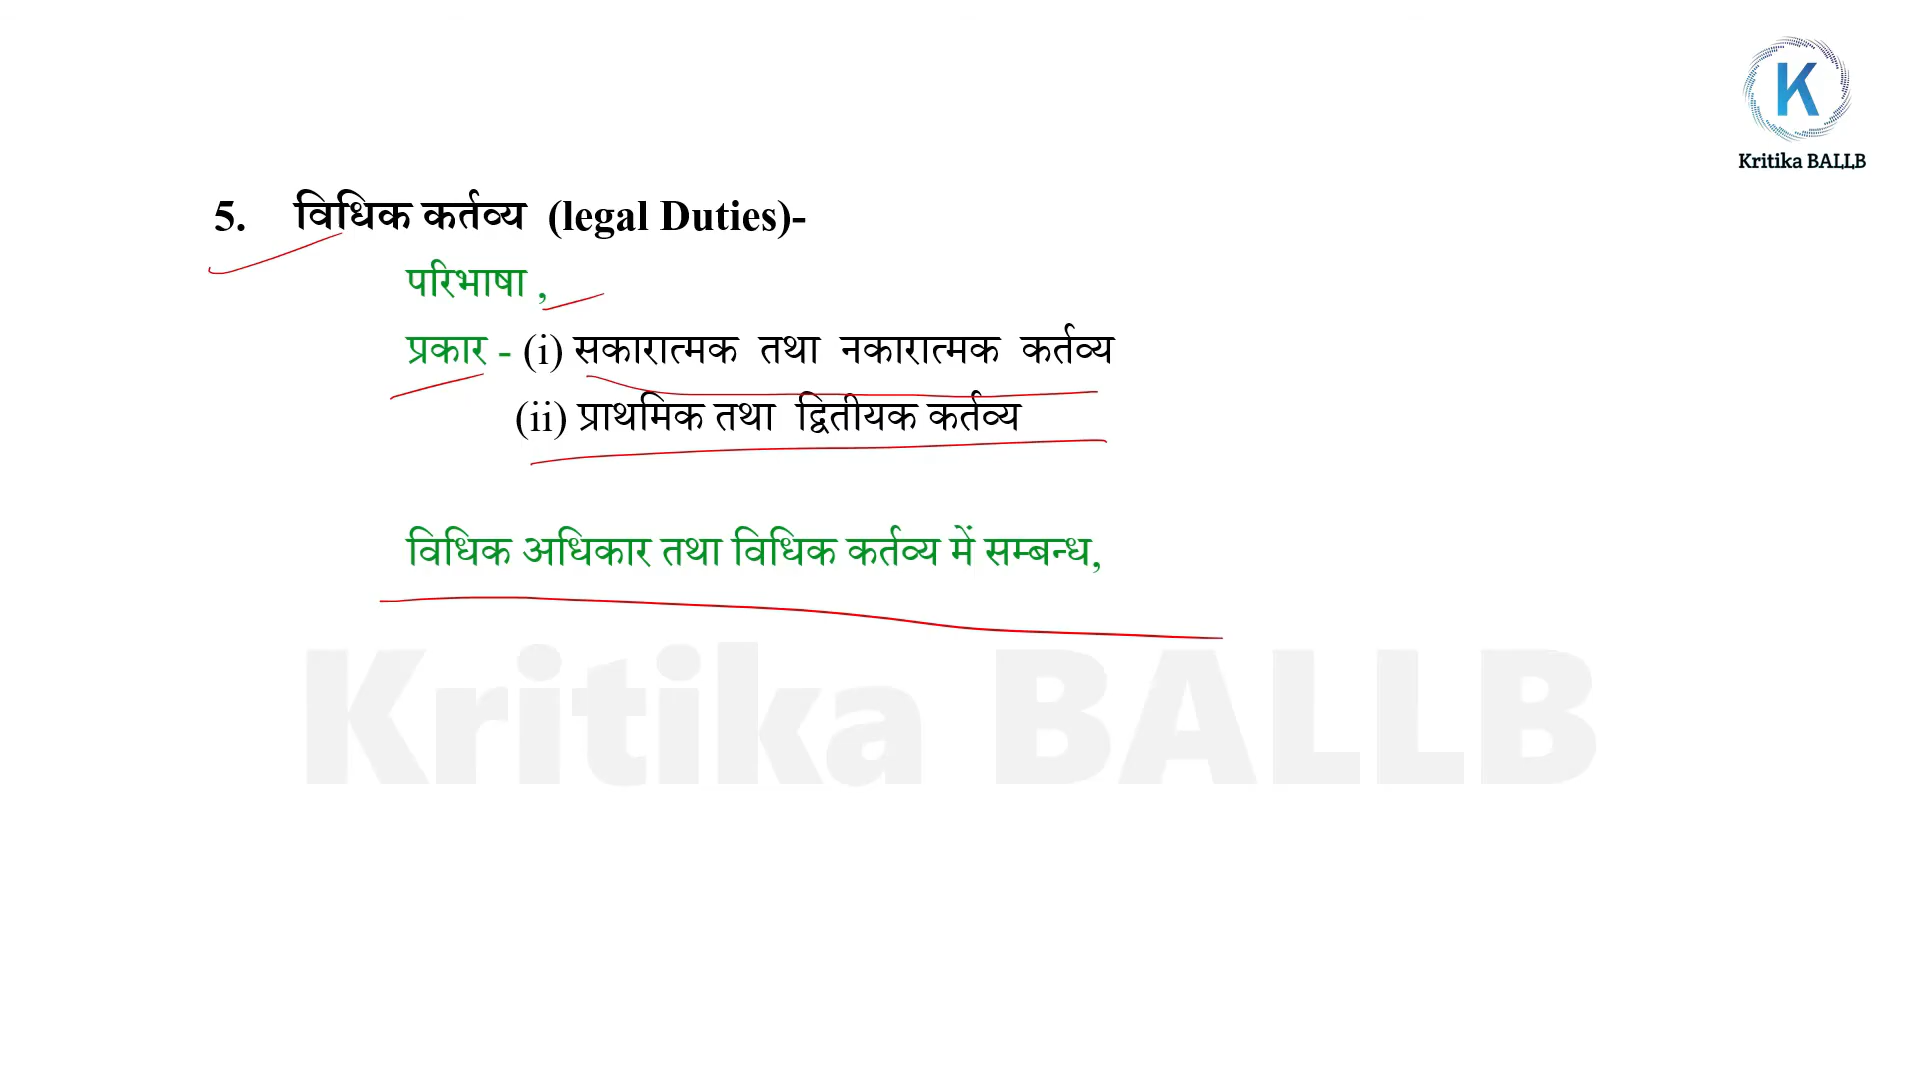 K
Kritika BALLB
5. विधिक कर्तव्य (legal Duties)-
परिभाषा ,
प्रकार - (i) सकारात्मक तथा नकारात्मक कर्तव्य
(ii) प्राथमिक तथा द्वितीयक कर्तव्य
विधिक अधिकार तथा विधिक कर्तव्य में सम्बन्ध,
Kritika BALLB